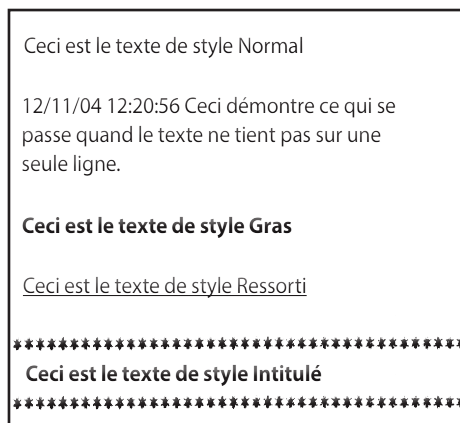 Ceci est le texte de style Normal
12/11/04 12:20:56 Ceci démontre ce qui se
passe quand le texte ne tient pas sur une
seule ligne.
Ceci est le texte de style Gras
Ceci est le texte de style Ressorti
Ceci est le texte de style Intitulé